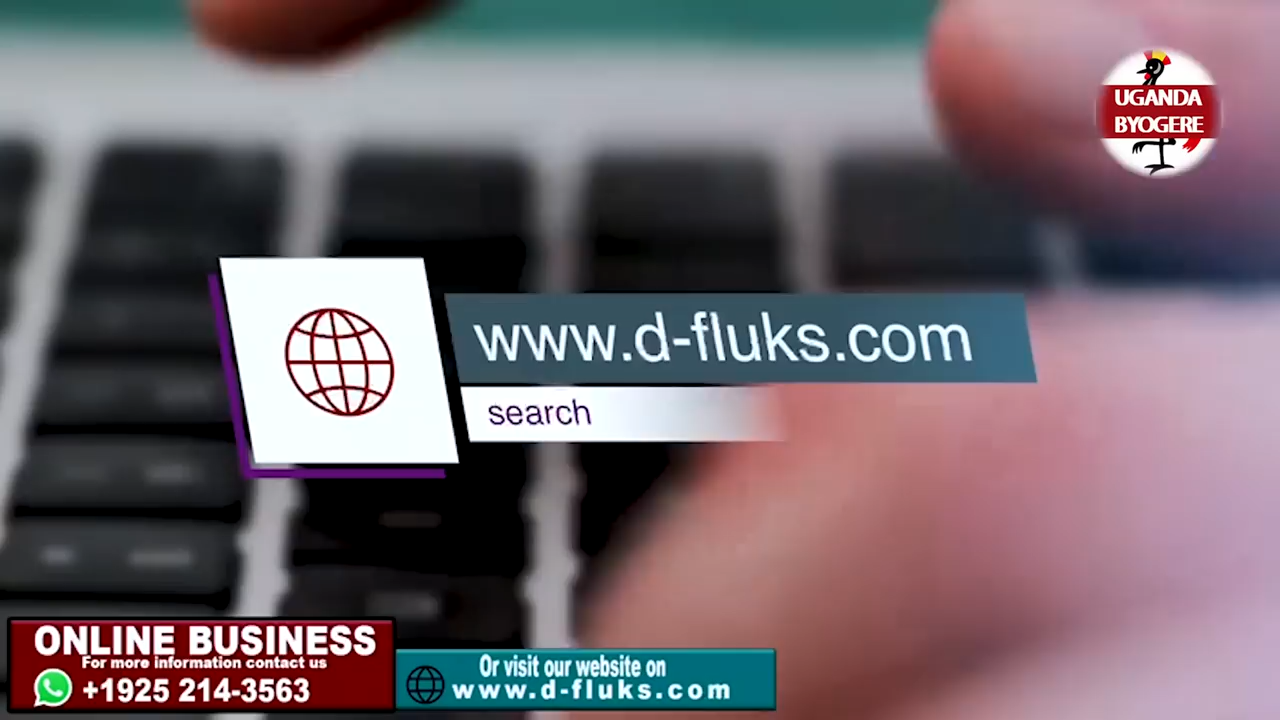 UGANDA
BYOGERE
www.d-fluks.com
search
ONLINE BUSINESS
For more information contact us
+1925 214-3563
Or visit our website on
www.d-fluks.com